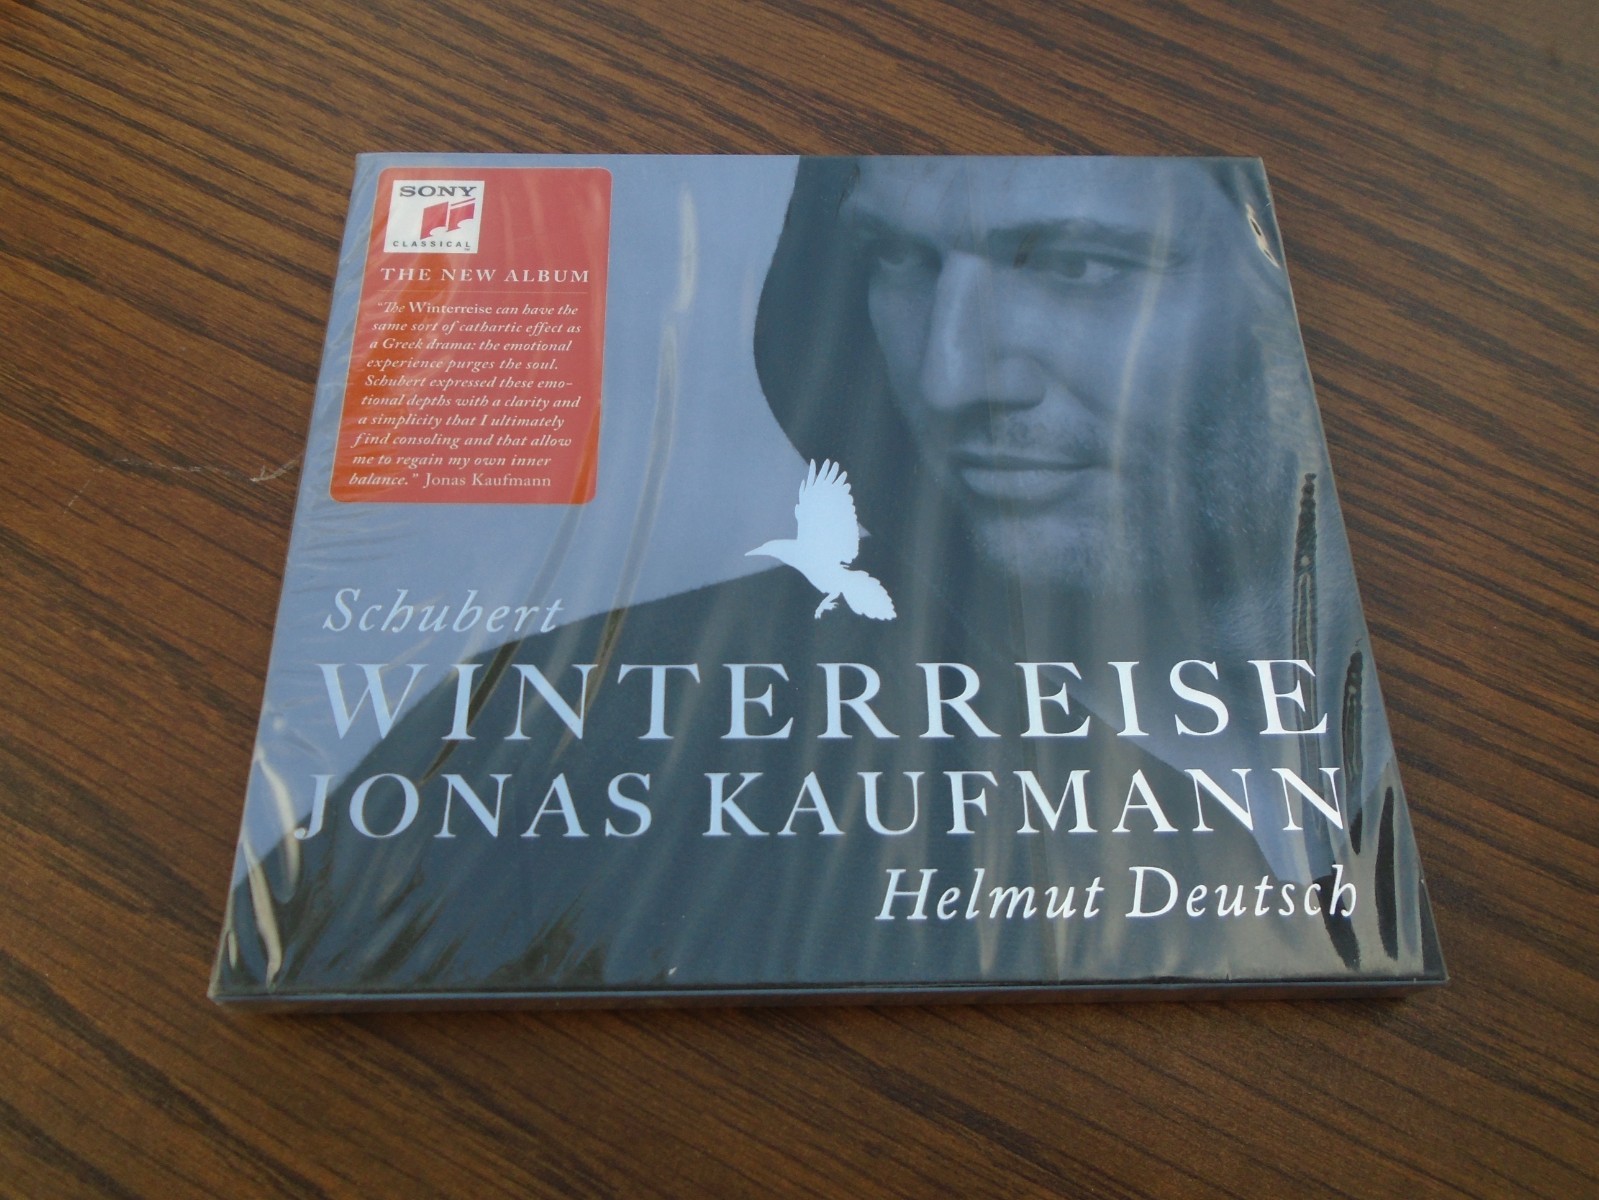 SONY
CLASSICAL
THE NEW ALBUM
“The Winterreise can have the
same sort of cathartic effect as
a Greek drama: the emotional
experience purges the soul.
Schubert expressed these emo-
tional depths with a clarity and
a simplicity that I ultimately
find consoling and that allow
me to regain my own inner
balance.” Jonas Kaufmann
Schubert
WINTERREISE
JONAS KAUFMANN
Helmut Deutsch